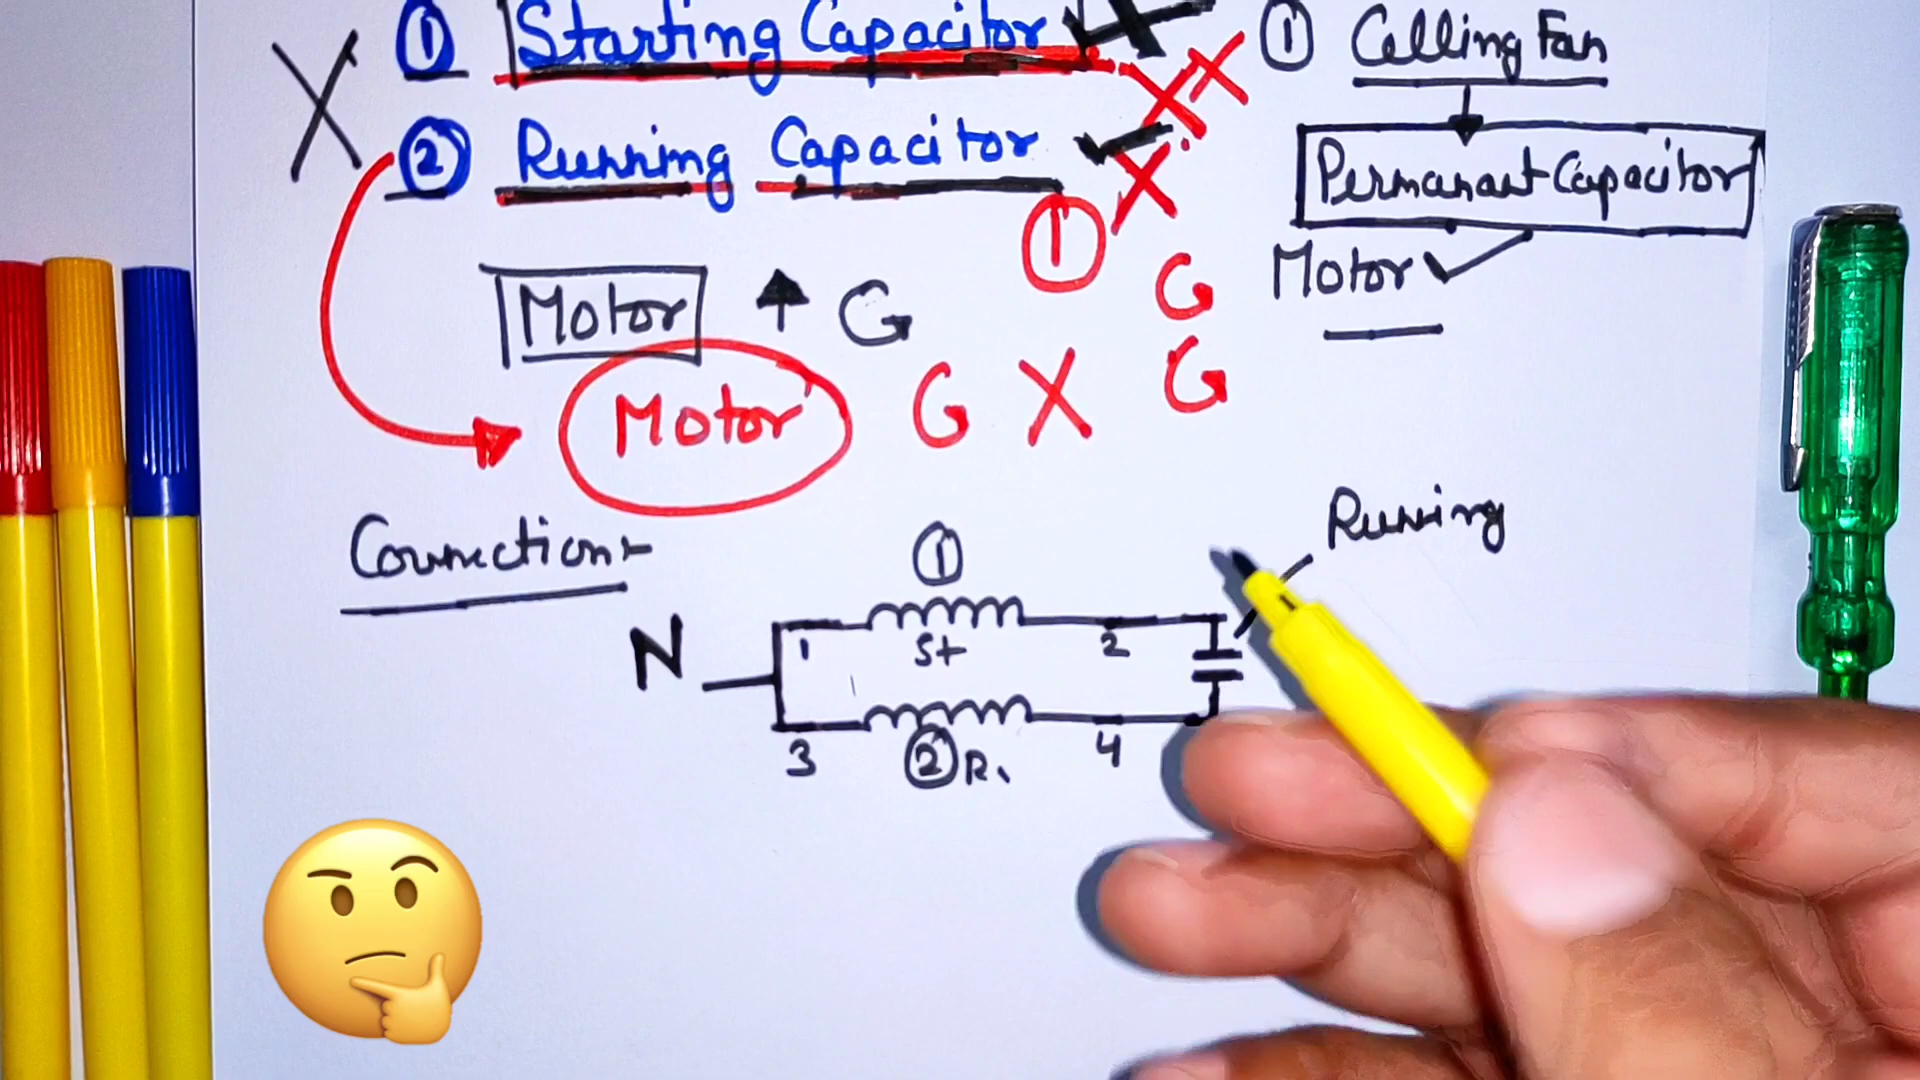 ① Starting Capacitor
② Running Capacitor
① Celling Fan
Permanant Capacitor
Motor
①
Motor G
G
Motor G X G
Connection
Running
①
N
1 St 2
3 ② R. 4